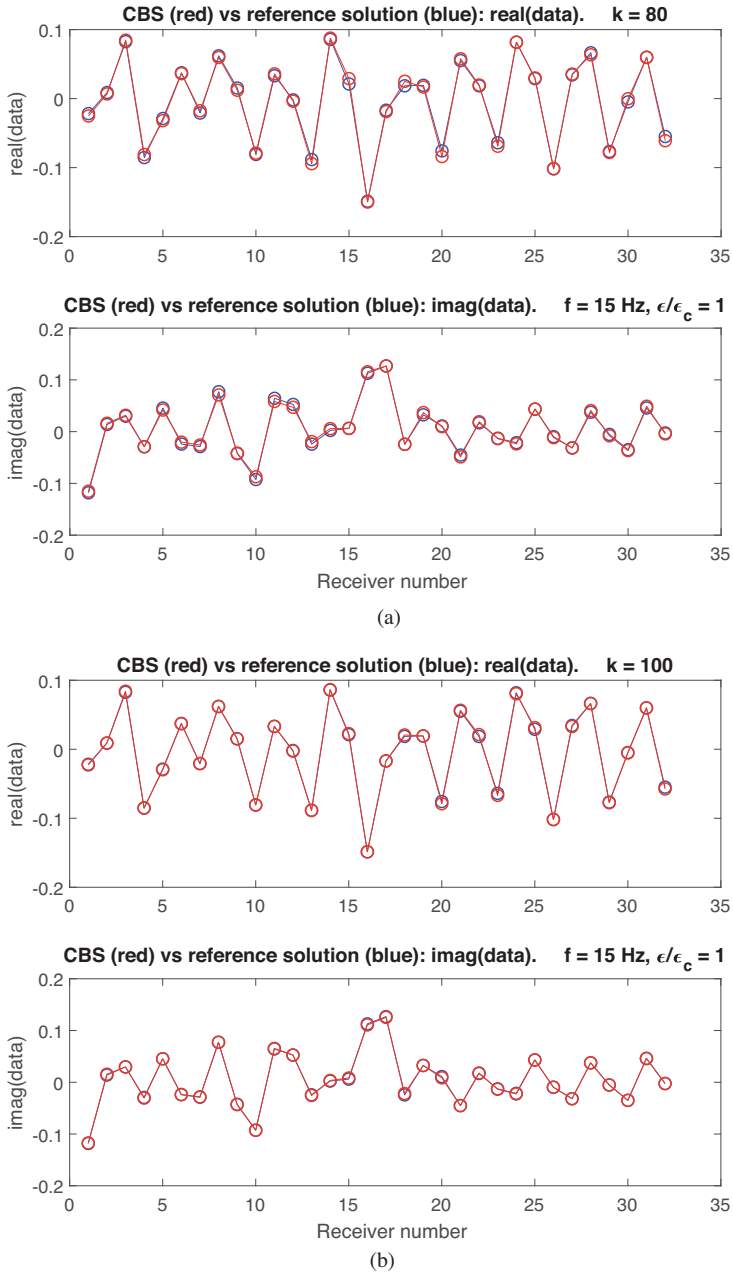 CBS (red) vs reference solution (blue): real(data). k = 80
0.1
0
-0.1
-0.2
real(data)
0 5 10 15 20 25 30 35
CBS (red) vs reference solution (blue): imag(data). f = 15 Hz, ϵ/ϵ_c = 1
0.2
0.1
0
-0.1
-0.2
imag(data)
0 5 10 15 20 25 30 35
Receiver number
(a)
CBS (red) vs reference solution (blue): real(data). k = 100
0.1
0
-0.1
-0.2
real(data)
0 5 10 15 20 25 30 35
CBS (red) vs reference solution (blue): imag(data). f = 15 Hz, ϵ/ϵ_c = 1
0.2
0.1
0
-0.1
-0.2
imag(data)
0 5 10 15 20 25 30 35
Receiver number
(b)